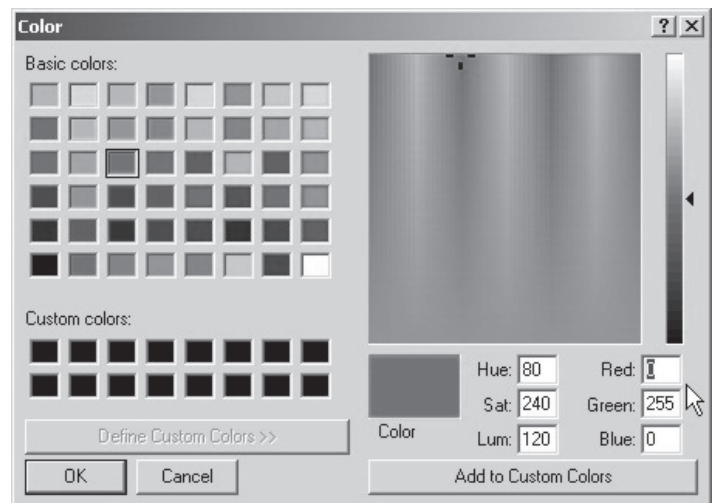 Color
Basic colors:
Custom colors:
Define Custom Colors >>
OK Cancel
Color
Hue: 80 Red: 0
Sat: 240 Green: 255
Lum: 120 Blue: 0
Add to Custom Colors